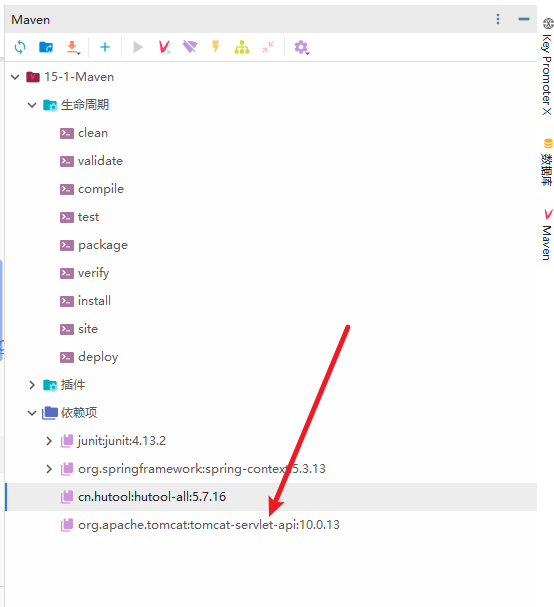 Maven
15-1-Maven
生命周期
clean
validate
compile
test
package
verify
install
site
deploy
插件
依赖项
junit:junit:4.13.2
org.springframework:spring-context:5.3.13
cn.hutool:hutool-all:5.7.16
org.apache.tomcat:tomcat-servlet-api:10.0.13
Key Promoter X
数据库
Maven